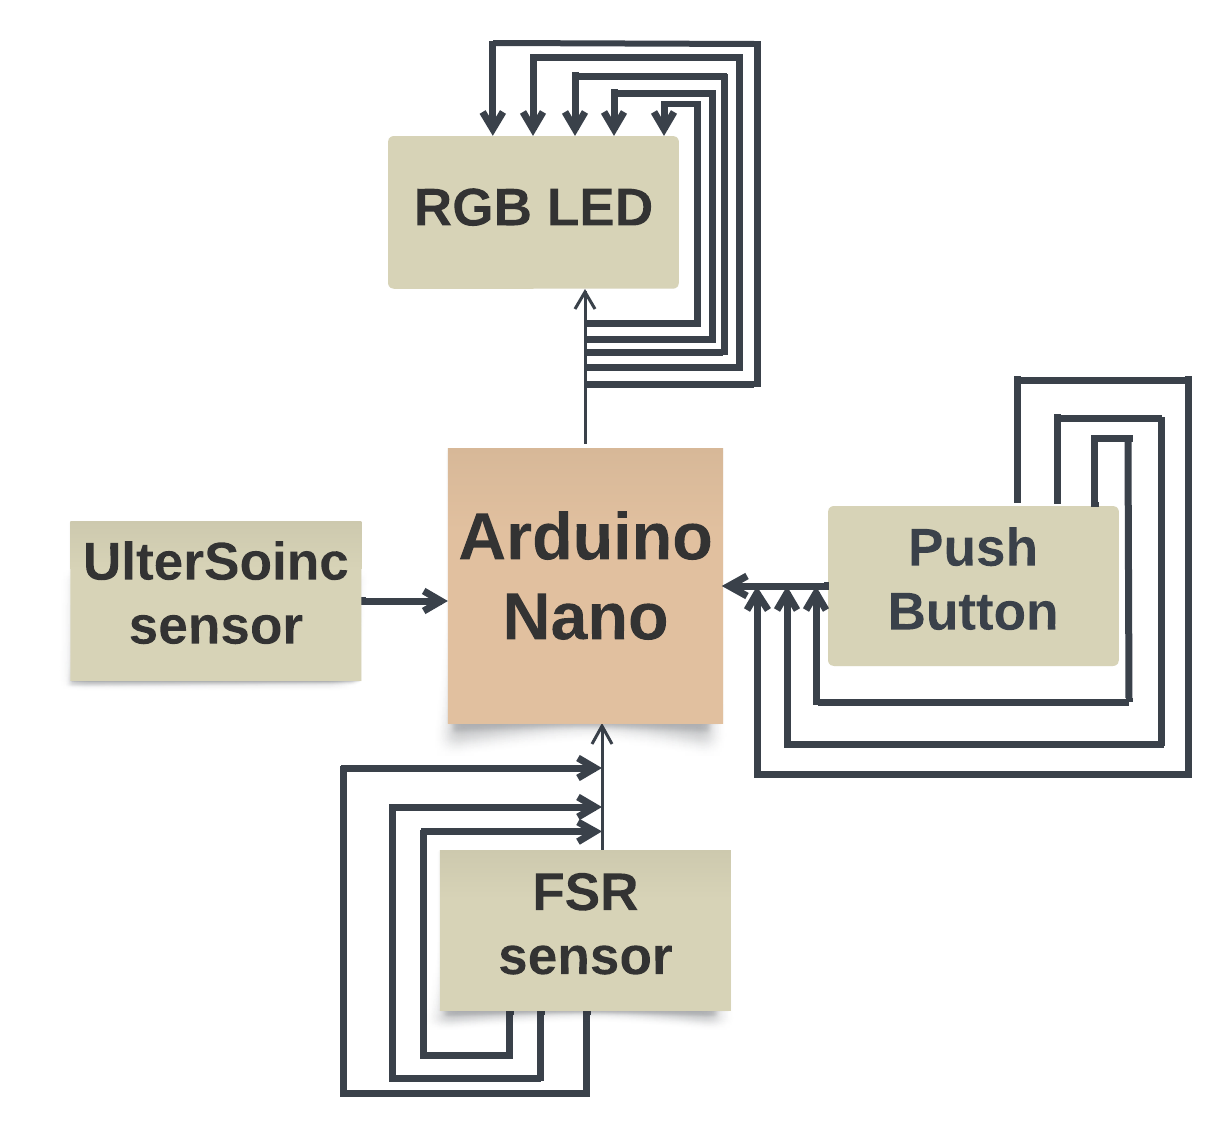 RGB LED
Arduino
Nano
UlterSoinc
sensor
Push
Button
FSR
sensor